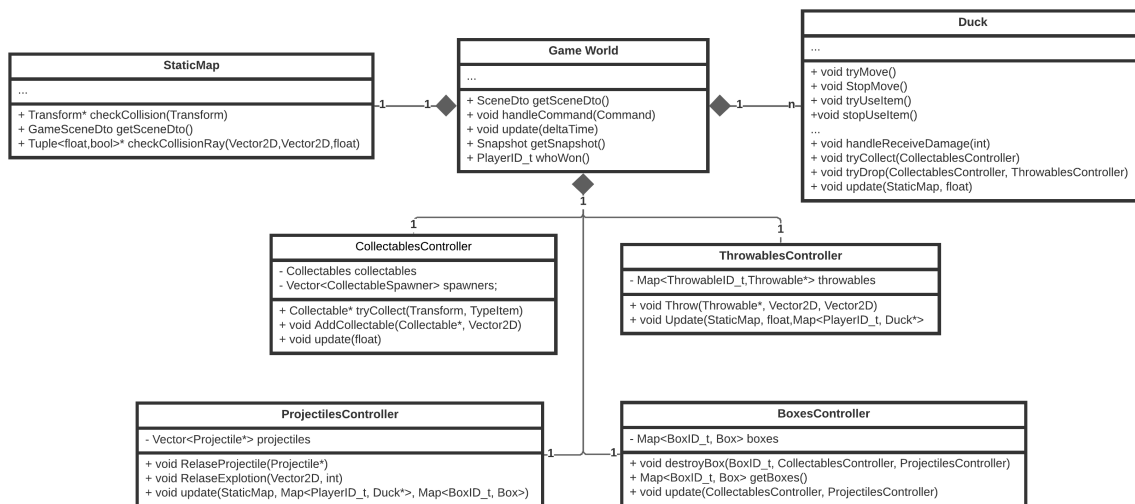 StaticMap
...
+ Transform* checkCollision(Transform)
+ GameSceneDto getSceneDto()
+ Tuple<float,bool>* checkCollisionRay(Vector2D,Vector2D,float)
1
1
Game World
...
+ SceneDto getSceneDto()
+ void handleCommand(Command)
+ void update(deltaTime)
+ Snapshot getSnapshot()
+ PlayerID_t whoWon()
1
n
Duck
...
+ void tryMove()
+ void StopMove()
+ void tryUseItem()
+void stopUseItem()
...
+ void handleReceiveDamage(int)
+ void tryCollect(CollectablesController)
+ void tryDrop(CollectablesController, ThrowablesController)
+ void update(StaticMap, float)
1
1
1
CollectablesController
- Collectables collectables
- Vector<CollectableSpawner> spawners;
+ Collectable* tryCollect(Transform, TypeItem)
+ void AddCollectable(Collectable*, Vector2D)
+ void update(float)
ThrowablesController
- Map<ThrowableID_t,Throwable*> throwables
+ void Throw(Throwable*, Vector2D, Vector2D)
+ void Update(StaticMap, float,Map<PlayerID_t, Duck*>
ProjectilesController
- Vector<Projectile*> projectiles
+ void RelaseProjectile(Projectile*)
+ void RelaseExplotion(Vector2D, int)
+ void update(StaticMap, Map<PlayerID_t, Duck*>, Map<BoxID_t, Box>)
1
1
BoxesController
- Map<BoxID_t, Box> boxes
+ void destroyBox(BoxID_t, CollectablesController, ProjectilesController)
+ Map<BoxID_t, Box> getBoxes()
+ void update(CollectablesController, ProjectilesController)